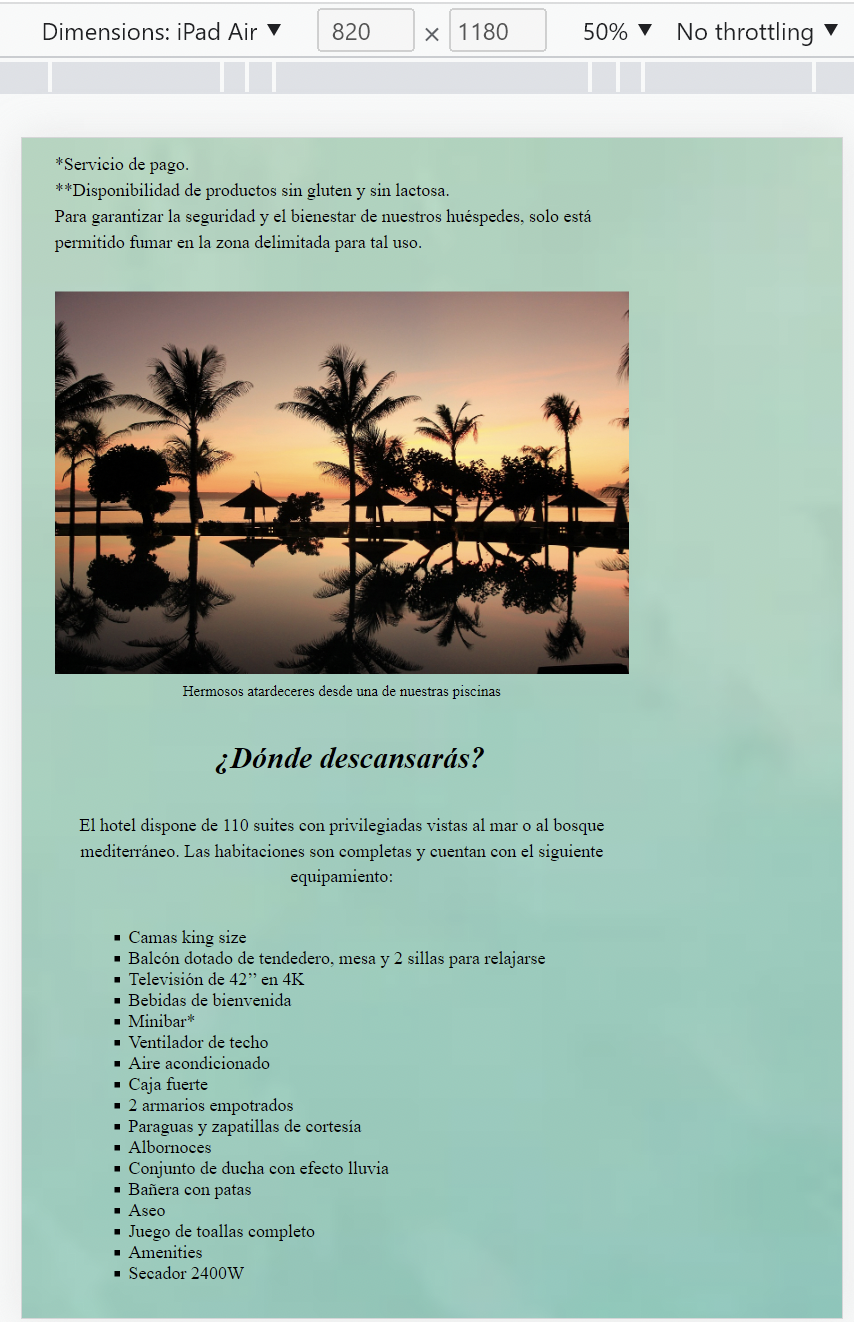 Dimensions: iPad Air ▼ 820 × 1180 50% ▼ No throttling ▼
*Servicio de pago.
**Disponibilidad de productos sin gluten y sin lactosa.
Para garantizar la seguridad y el bienestar de nuestros huéspedes, solo está
permitido fumar en la zona delimitada para tal uso.
Hermosos atardeceres desde una de nuestras piscinas
¿Dónde descansarás?
El hotel dispone de 110 suites con privilegiadas vistas al mar o al bosque
mediterráneo. Las habitaciones son completas y cuentan con el siguiente
equipamiento:
▪ Camas king size
▪ Balcón dotado de tendedero, mesa y 2 sillas para relajarse
▪ Televisión de 42’’ en 4K
▪ Bebidas de bienvenida
▪ Minibar*
▪ Ventilador de techo
▪ Aire acondicionado
▪ Caja fuerte
▪ 2 armarios empotrados
▪ Paraguas y zapatillas de cortesía
▪ Albornoces
▪ Conjunto de ducha con efecto lluvia
▪ Bañera con patas
▪ Aseo
▪ Juego de toallas completo
▪ Amenities
▪ Secador 2400W